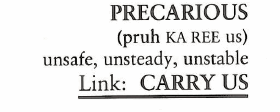 PRECARIOUS
(pruh KA REE us)
unsafe, unsteady, unstable
Link: CARRY US